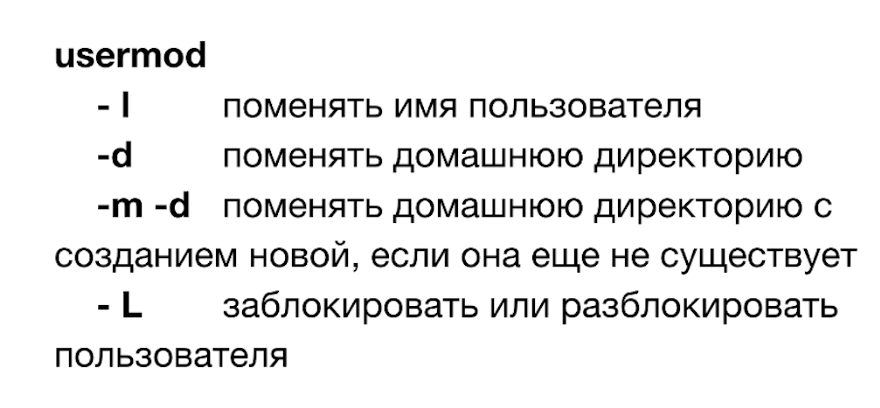 usermod
- l поменять имя пользователя
-d поменять домашнюю директорию
-m -d поменять домашнюю директорию с
созданием новой, если она еще не существует
- L заблокировать или разблокировать
пользователя